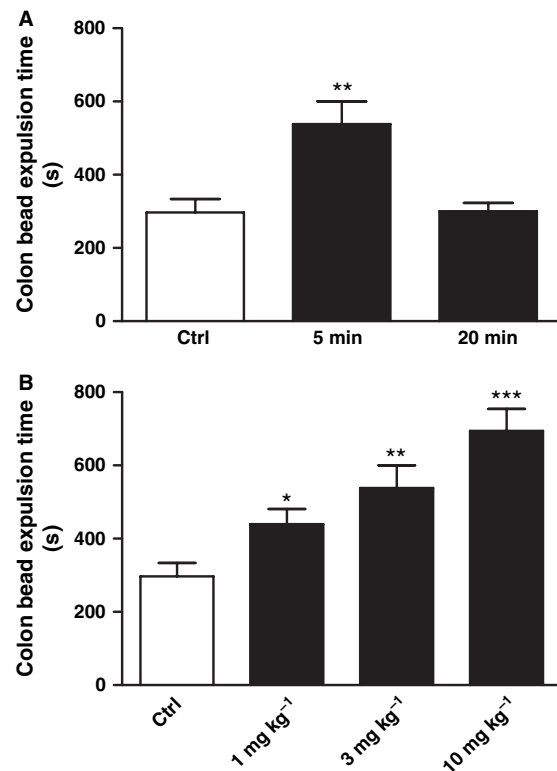 A
800
600
400
200
0
Colon bead expulsion time
(s)
**
Ctrl
5 min
20 min
B
800
600
400
200
0
Colon bead expulsion time
(s)
*
**
***
Ctrl
1 mg kg⁻¹
3 mg kg⁻¹
10 mg kg⁻¹